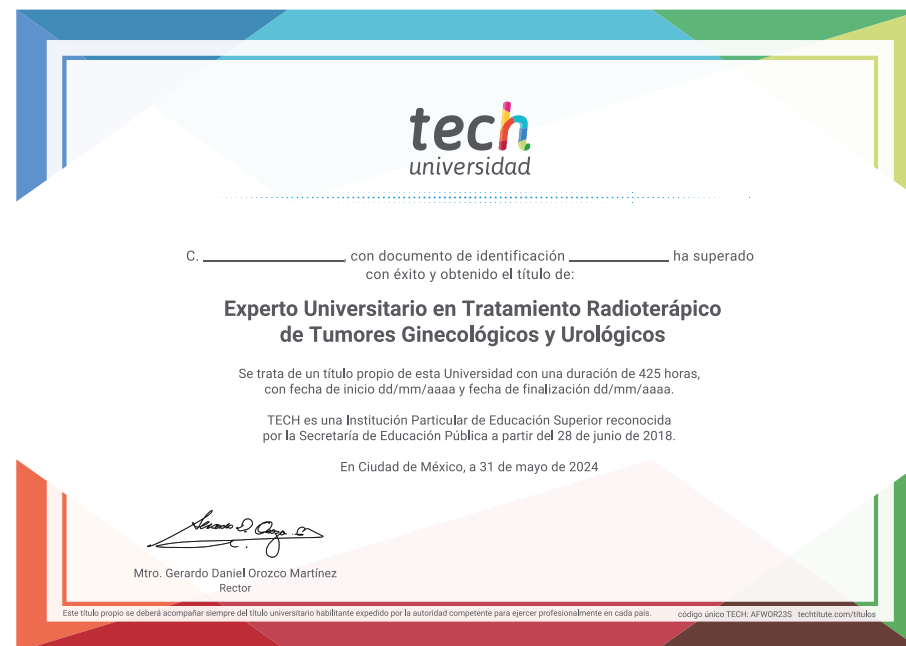 tech
universidad
C. ____________, con documento de identificación ____________ ha superado
con éxito y obtenido el título de:
Experto Universitario en Tratamiento Radioterápico
de Tumores Ginecológicos y Urológicos
Se trata de un título propio de esta Universidad con una duración de 425 horas,
con fecha de inicio dd/mm/aaaa y fecha de finalización dd/mm/aaaa.
TECH es una Institución Particular de Educación Superior reconocida
por la Secretaría de Educación Pública a partir del 28 de junio de 2018.
En Ciudad de México, a 31 de mayo de 2024
Mtro. Gerardo Daniel Orozco Martínez
Rector
Este título propio se deberá acompañar siempre del título universitario habilitante expedido por la autoridad competente para ejercer profesionalmente en cada país. código único TECH: AFWOR23S techtitute.com/titulos